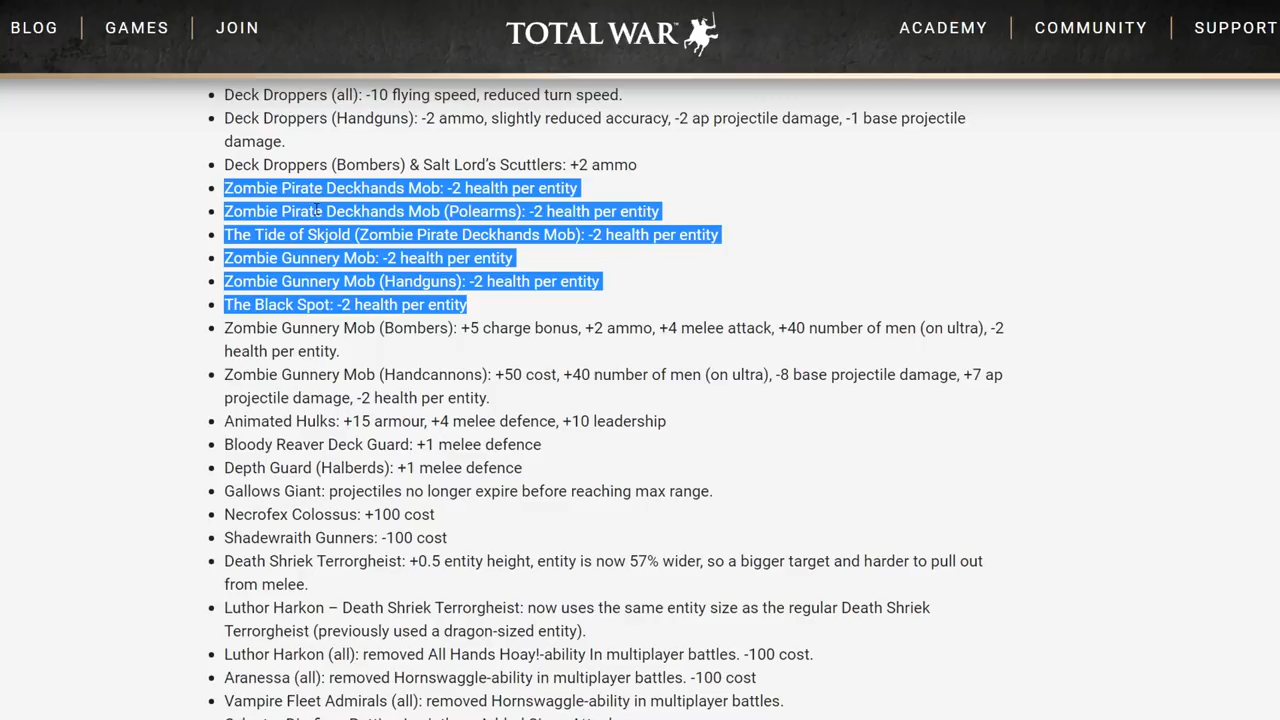 BLOG GAMES JOIN TOTAL WAR™ ACADEMY COMMUNITY SUPPORT
Deck Droppers (all): -10 flying speed, reduced turn speed.
Deck Droppers (Handguns): -2 ammo, slightly reduced accuracy, -2 ap projectile damage, -1 base projectile
damage.
Deck Droppers (Bombers) & Salt Lord’s Scuttlers: +2 ammo
Zombie Pirate Deckhands Mob: -2 health per entity
Zombie Pirate Deckhands Mob (Polearms): -2 health per entity
The Tide of Skjold (Zombie Pirate Deckhands Mob): -2 health per entity
Zombie Gunnery Mob: -2 health per entity
Zombie Gunnery Mob (Handguns): -2 health per entity
The Black Spot: -2 health per entity
Zombie Gunnery Mob (Bombers): +5 charge bonus, +2 ammo, +4 melee attack, +40 number of men (on ultra), -2
health per entity.
Zombie Gunnery Mob (Handcannons): +50 cost, +40 number of men (on ultra), -8 base projectile damage, +7 ap
projectile damage, -2 health per entity.
Animated Hulks: +15 armour, +4 melee defence, +10 leadership
Bloody Reaver Deck Guard: +1 melee defence
Depth Guard (Halberds): +1 melee defence
Gallows Giant: projectiles no longer expire before reaching max range.
Necrofex Colossus: +100 cost
Shadewraith Gunners: -100 cost
Death Shriek Terrorgheist: +0.5 entity height, entity is now 57% wider, so a bigger target and harder to pull out
from melee.
Luthor Harkon – Death Shriek Terrorgheist: now uses the same entity size as the regular Death Shriek
Terrorgheist (previously used a dragon-sized entity).
Luthor Harkon (all): removed All Hands Hoay!-ability In multiplayer battles. -100 cost.
Aranessa (all): removed Hornswaggle-ability in multiplayer battles. -100 cost
Vampire Fleet Admirals (all): removed Hornswaggle-ability in multiplayer battles.